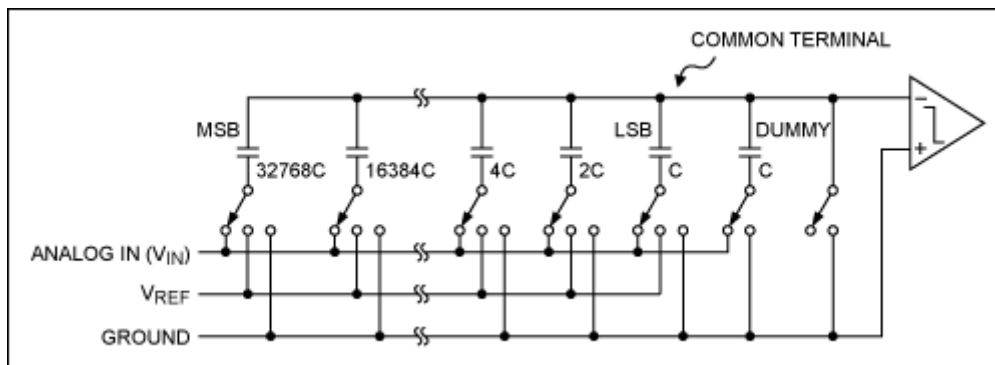 COMMON TERMINAL
MSB
LSB
DUMMY
32768C
16384C
4C
2C
C
C
ANALOG IN (VIN)
VREF
GROUND
−
+